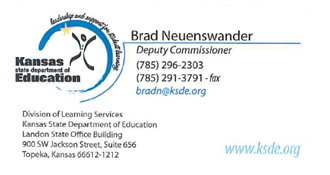 leadership and support for student learning
Kansas
state department of
Education
Brad Neuenswander
Deputy Commissioner
(785) 296-2303
(785) 291-3791 - fax
bradn@ksde.org
Division of Learning Services
Kansas State Department of Education
Landon State Office Building
900 SW Jackson Street, Suite 656
Topeka, Kansas 66612-1212
www.ksde.org